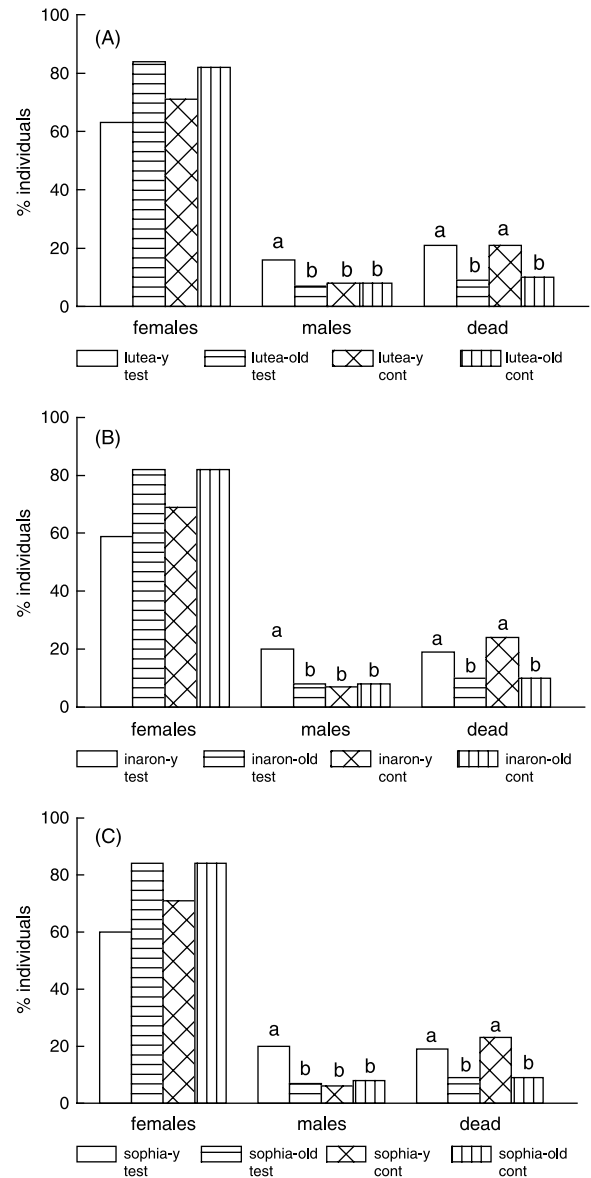 (A)
100
80
60
40
20
0
% individuals
a
b
b
b
a
b
a
b
females
males
dead
lutea-y test
lutea-old test
lutea-y cont
lutea-old cont
(B)
100
80
60
40
20
0
% individuals
a
b
b
b
a
b
a
b
females
males
dead
inaron-y test
inaron-old test
inaron-y cont
inaron-old cont
(C)
100
80
60
40
20
0
% individuals
a
b
b
b
a
b
a
b
females
males
dead
sophia-y test
sophia-old test
sophia-y cont
sophia-old cont